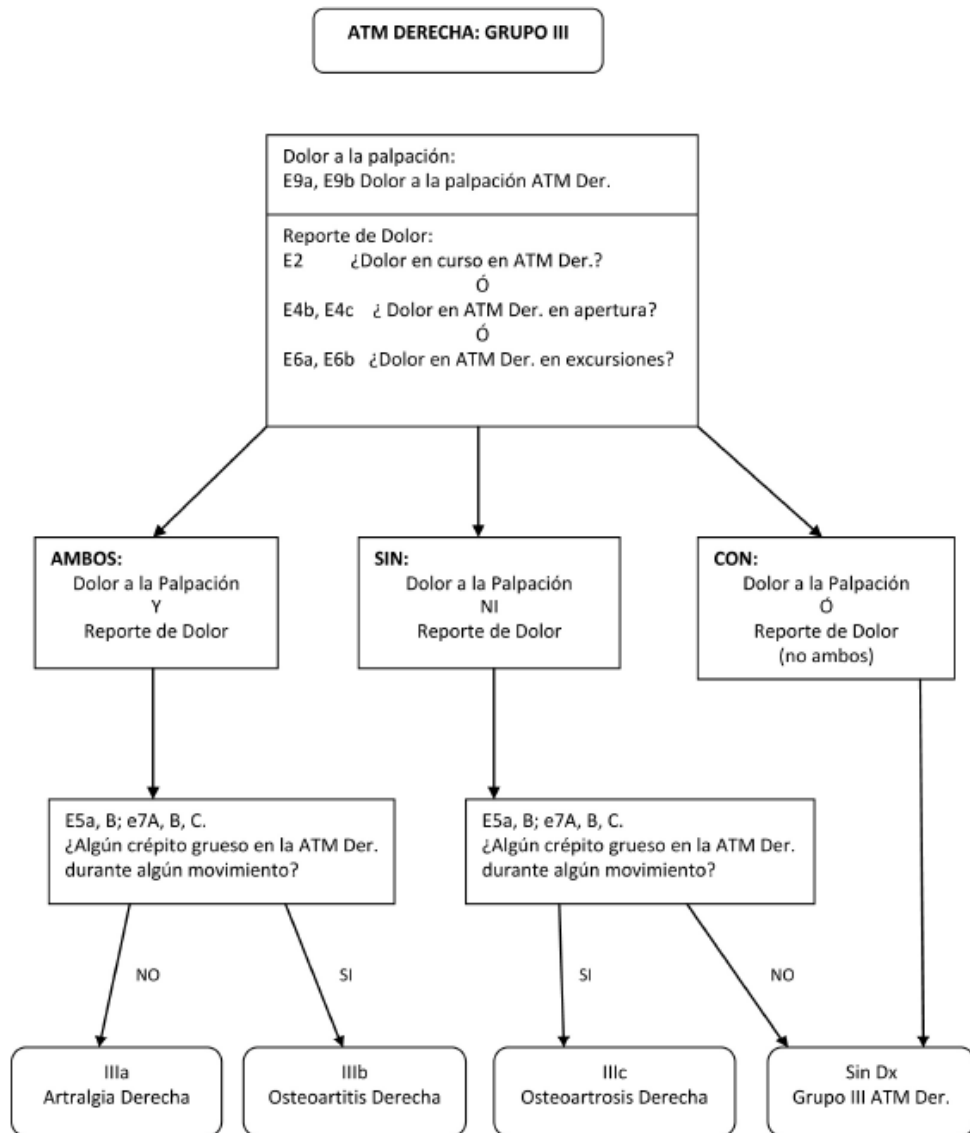 ATM DERECHA: GRUPO III
Dolor a la palpación:
E9a, E9b Dolor a la palpación ATM Der.
Reporte de Dolor:
E2 ¿Dolor en curso en ATM Der.?
Ó
E4b, E4c ¿ Dolor en ATM Der. en apertura?
Ó
E6a, E6b ¿Dolor en ATM Der. en excursiones?
AMBOS:
Dolor a la Palpación
Y
Reporte de Dolor
SIN:
Dolor a la Palpación
NI
Reporte de Dolor
CON:
Dolor a la Palpación
Ó
Reporte de Dolor
(no ambos)
E5a, B; e7A, B, C.
¿Algún crépito grueso en la ATM Der.
durante algún movimiento?
E5a, B; e7A, B, C.
¿Algún crépito grueso en la ATM Der.
durante algún movimiento?
NO
SI
SI
NO
IIIa
Artralgia Derecha
IIIb
Osteoartitis Derecha
IIIc
Osteoartrosis Derecha
Sin Dx
Grupo III ATM Der.